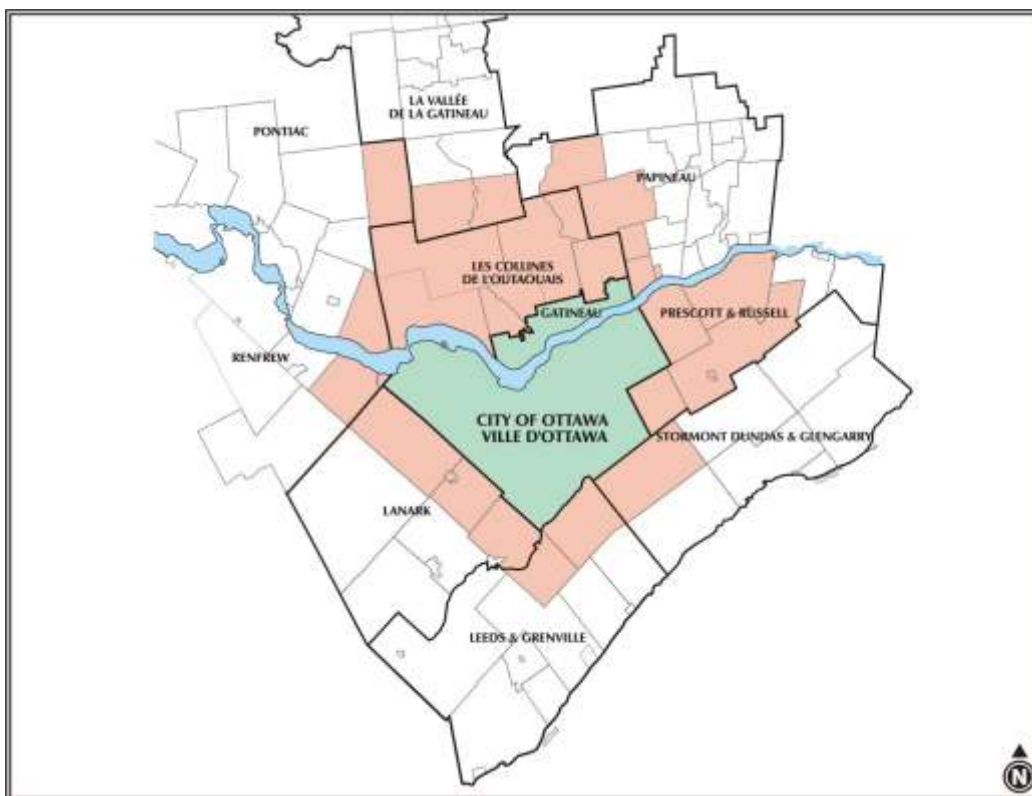 LA VALLÉE
DE LA GATINEAU
PONTIAC
PAPINEAU
LES COLLINES
DE L'OUTAOUAIS
GATINEAU
PRESCOTT & RUSSELL
RENFREW
CITY OF OTTAWA
VILLE D'OTTAWA
STORMONT DUNDAS & GLENGARRY
LANARK
LEEDS & GRENVILLE
N